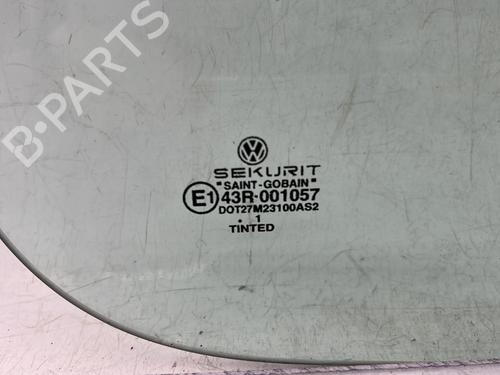 B-PARTS
SEKURIT
"SAINT-GOBAIN"
E1 43R-001057
DOT27M23100AS2
. 1
TINTED